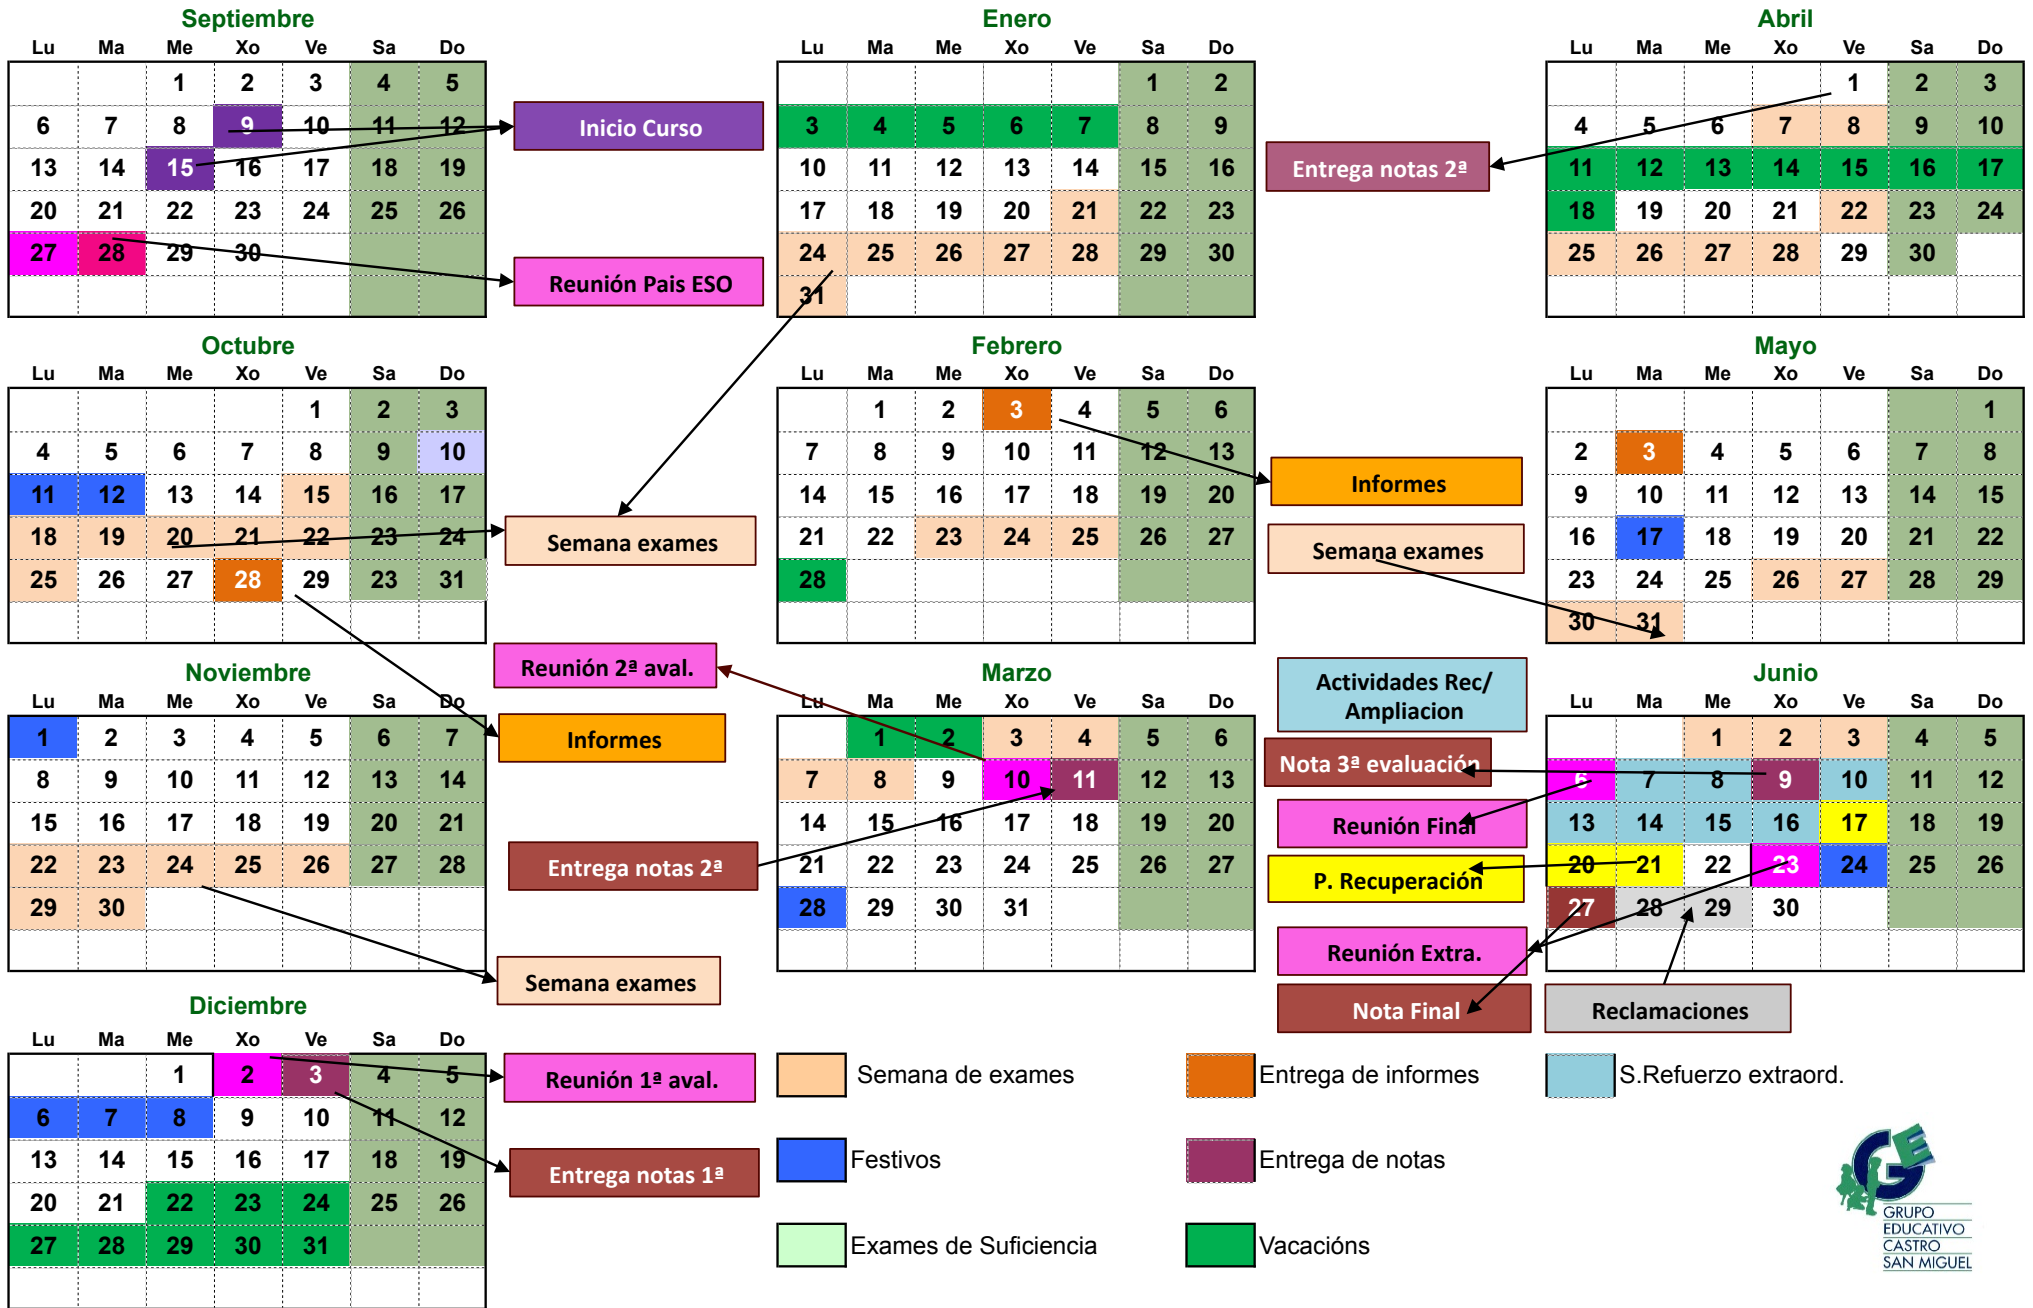 Septiembre
Lu Ma Me Xo Ve Sa Do
1 2 3 4 5
6 7 8 9 10 11 12
13 14 15 16 17 18 19
20 21 22 23 24 25 26
27 28 29 30
Inicio Curso
Reunión Pais ESO
Enero
Lu Ma Me Xo Ve Sa Do
1 2
3 4 5 6 7 8 9
10 11 12 13 14 15 16
17 18 19 20 21 22 23
24 25 26 27 28 29 30
31
Entrega notas 2ª
Abril
Lu Ma Me Xo Ve Sa Do
1 2 3
4 5 6 7 8 9 10
11 12 13 14 15 16 17
18 19 20 21 22 23 24
25 26 27 28 29 30
Octubre
Lu Ma Me Xo Ve Sa Do
1 2 3
4 5 6 7 8 9 10
11 12 13 14 15 16 17
18 19 20 21 22 23 24
25 26 27 28 29 23 31
Semana exames
Febrero
Lu Ma Me Xo Ve Sa Do
1 2 3 4 5 6
7 8 9 10 11 12 13
14 15 16 17 18 19 20
21 22 23 24 25 26 27
28
Informes
Semana exames
Mayo
Lu Ma Me Xo Ve Sa Do
1
2 3 4 5 6 7 8
9 10 11 12 13 14 15
16 17 18 19 20 21 22
23 24 25 26 27 28 29
30 31
Noviembre
Lu Ma Me Xo Ve Sa Do
1 2 3 4 5 6 7
8 9 10 11 12 13 14
15 16 17 18 19 20 21
22 23 24 25 26 27 28
29 30
Reunión 2ª aval.
Informes
Entrega notas 2ª
Semana exames
Marzo
Lu Ma Me Xo Ve Sa Do
1 2 3 4 5 6
7 8 9 10 11 12 13
14 15 16 17 18 19 20
21 22 23 24 25 26 27
28 29 30 31
Actividades Rec/
Ampliacion
Nota 3ª evaluación
Reunión Final
P. Recuperación
Reunión Extra.
Nota Final
Junio
Lu Ma Me Xo Ve Sa Do
1 2 3 4 5
6 7 8 9 10 11 12
13 14 15 16 17 18 19
20 21 22 23 24 25 26
27 28 29 30
Reclamaciones
Diciembre
Lu Ma Me Xo Ve Sa Do
1 2 3 4 5
6 7 8 9 10 11 12
13 14 15 16 17 18 19
20 21 22 23 24 25 26
27 28 29 30 31
Reunión 1ª aval.
Entrega notas 1ª
Semana de exames
Entrega de informes
S.Refuerzo extraord.
Festivos
Entrega de notas
Exames de Suficiencia
Vacacións
GE
GRUPO
EDUCATIVO
CASTRO
SAN MIGUEL